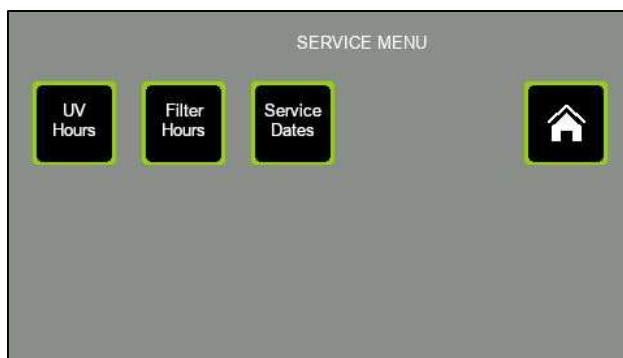 SERVICE MENU
UV
Hours
Filter
Hours
Service
Dates